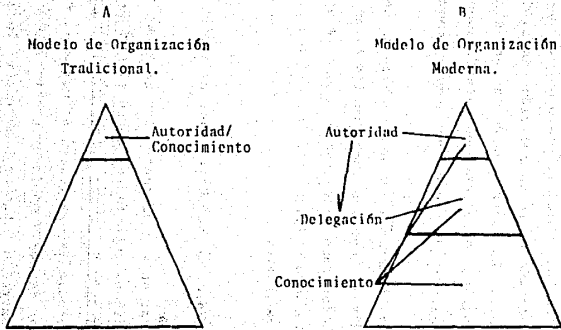 A
Modelo de Organización
Tradicional.
Autoridad/
Conocimiento
B
Modelo de Organización
Moderna.
Autoridad
Delegación
Conocimiento